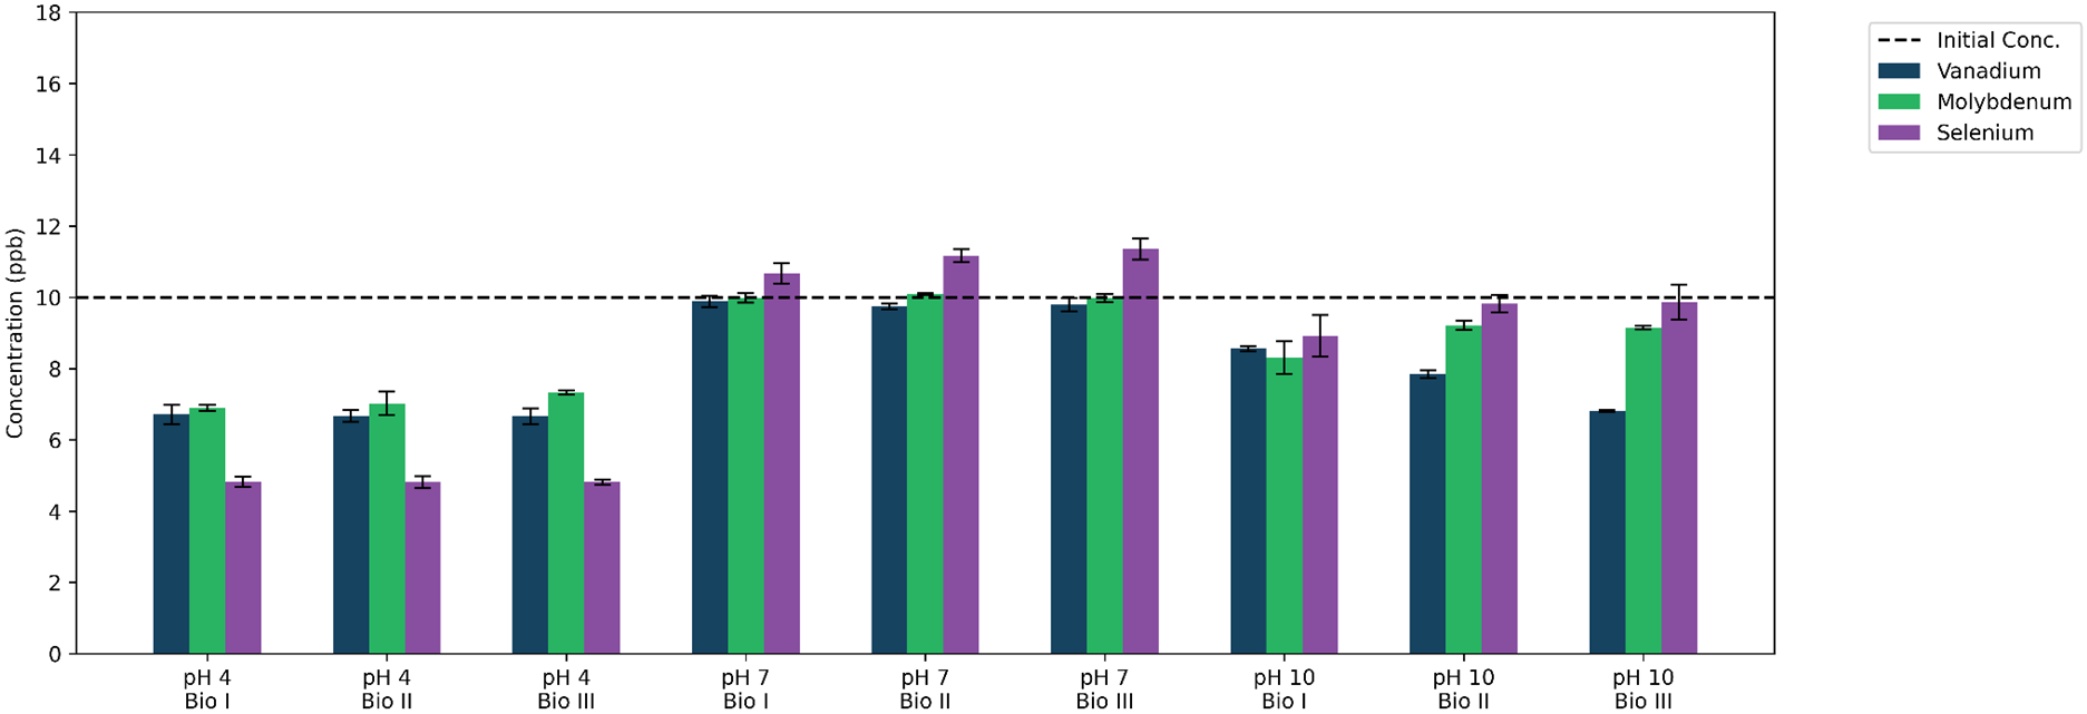 18
16
14
12
10
8
6
4
2
0
Concentration (ppb)
pH 4
Bio I
pH 4
Bio II
pH 4
Bio III
pH 7
Bio I
pH 7
Bio II
pH 7
Bio III
pH 10
Bio I
pH 10
Bio II
pH 10
Bio III
Initial Conc.
Vanadium
Molybdenum
Selenium